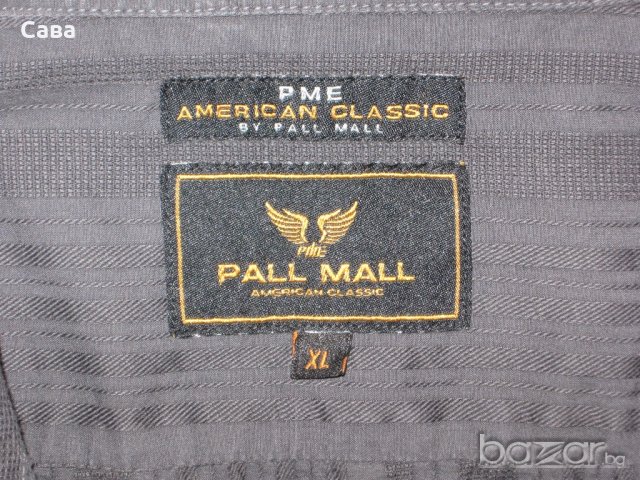 Сава
PME
AMERICAN CLASSIC
BY PALL MALL
PME
PALL MALL
AMERICAN CLASSIC
XL
bazar.bg